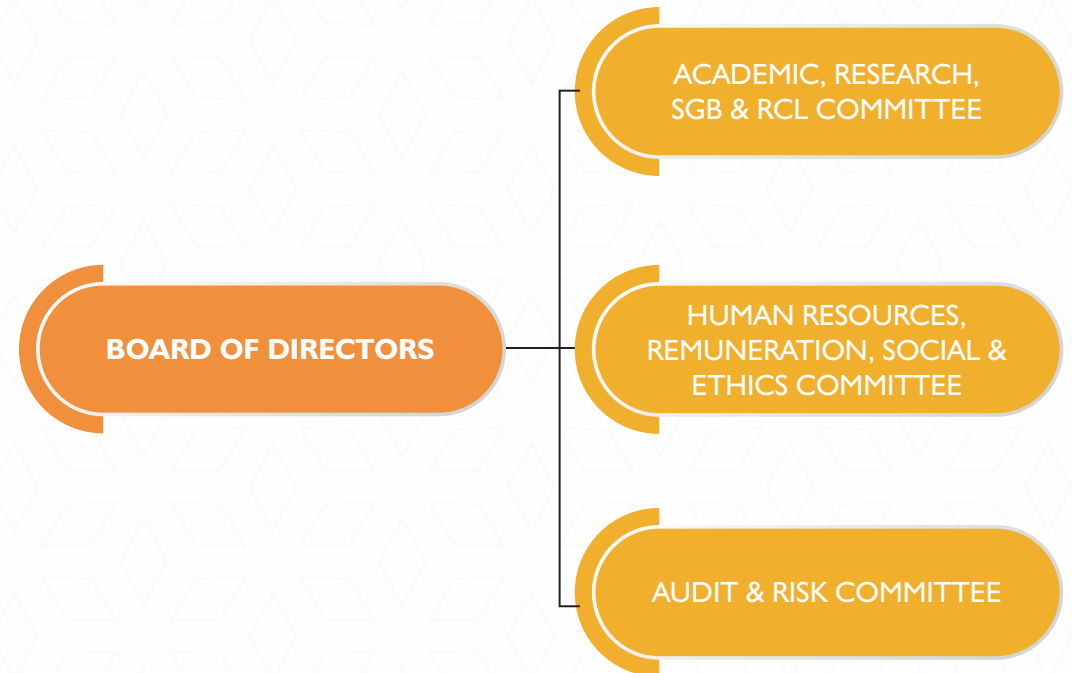 ACADEMIC, RESEARCH,
SGB & RCL COMMITTEE
BOARD OF DIRECTORS
HUMAN RESOURCES,
REMUNERATION, SOCIAL &
ETHICS COMMITTEE
AUDIT & RISK COMMITTEE